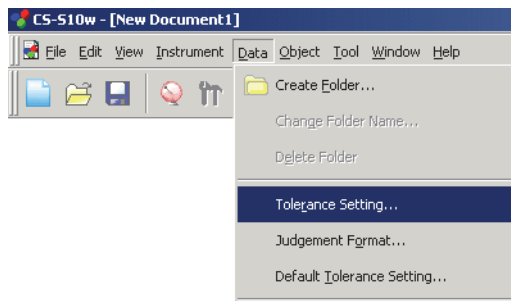 CS-S10w - [New Document1]
File Edit View Instrument Data Object Tool Window Help
Create Folder...
Change Folder Name...
Delete Folder
Tolerance Setting...
Judgement Format...
Default Tolerance Setting...